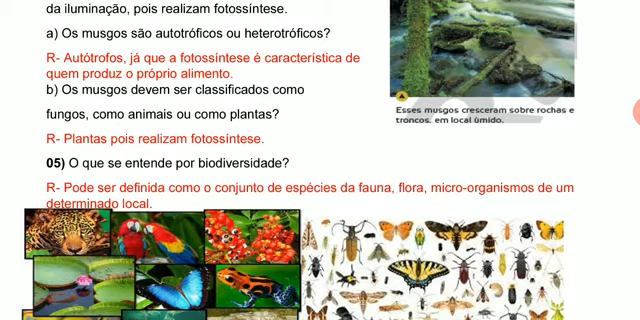 da iluminação, pois realizam fotossíntese.
a) Os musgos são autotróficos ou heterotróficos?
R- Autótrofos, já que a fotossíntese é característica de
quem produz o próprio alimento.
b) Os musgos devem ser classificados como
fungos, como animais ou como plantas?
R- Plantas pois realizam fotossíntese.
Esses musgos cresceram sobre rochas e
troncos, em local úmido.
05) O que se entende por biodiversidade?
R- Pode ser definida como o conjunto de espécies da fauna, flora, micro-organismos de um
determinado local.